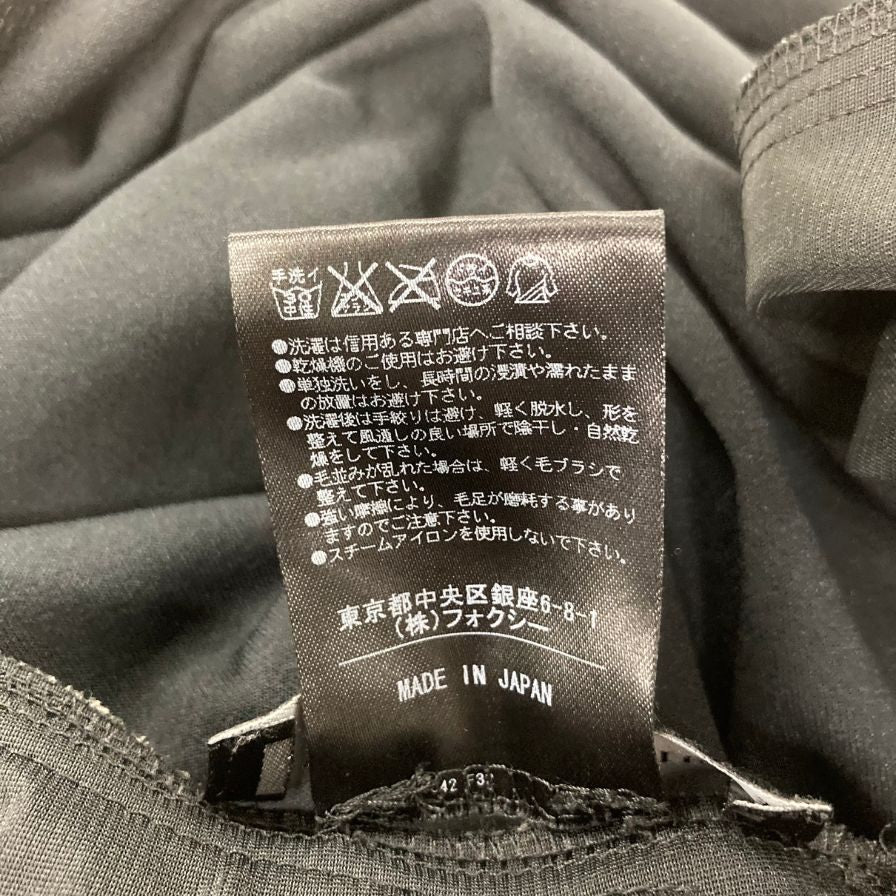 手洗イ
30
中性
●洗濯は信用ある専門店へご相談下さい。
●乾燥機のご使用はお避け下さい。
●単独洗いをし、長時間の浸漬や濡れたまま
の放置はお避け下さい。
●洗濯後は手絞りは避け、軽く脱水し、形を
整えて風通しの良い場所で陰干し・自然乾
燥をして下さい。
●毛並みが乱れた場合は、軽く毛ブラシで
整えて下さい。
●強い摩擦により、毛足が磨耗する事があり
ますのでご注意下さい。
●スチームアイロンを使用しないで下さい。
東京都中央区銀座6-8-1
(株)フォクシー
MADE IN JAPAN
42